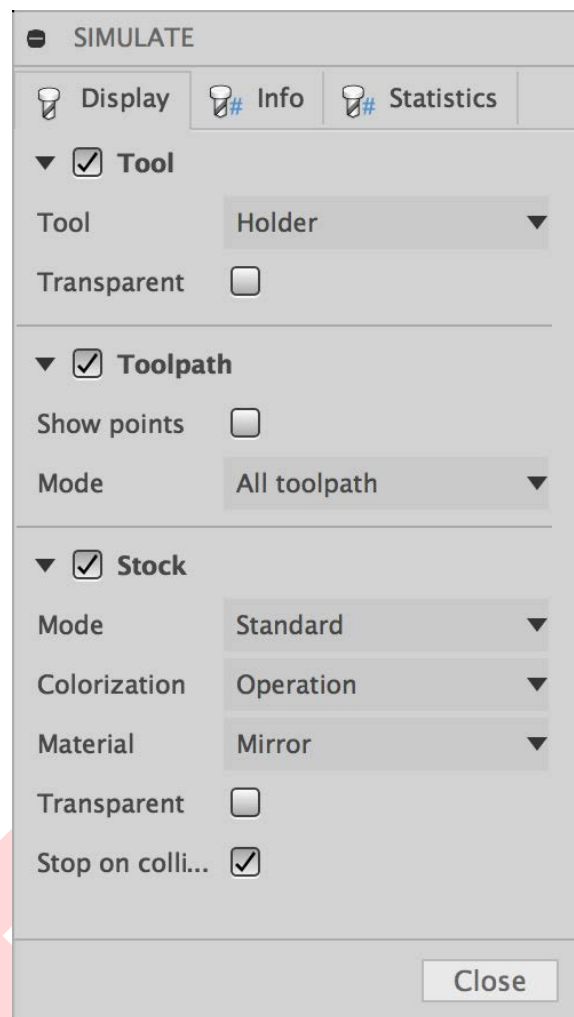 SIMULATE
Display # Info # Statistics
Tool
Tool Holder
Transparent
Toolpath
Show points
Mode All toolpath
Stock
Mode Standard
Colorization Operation
Material Mirror
Transparent
Stop on colli...
Close